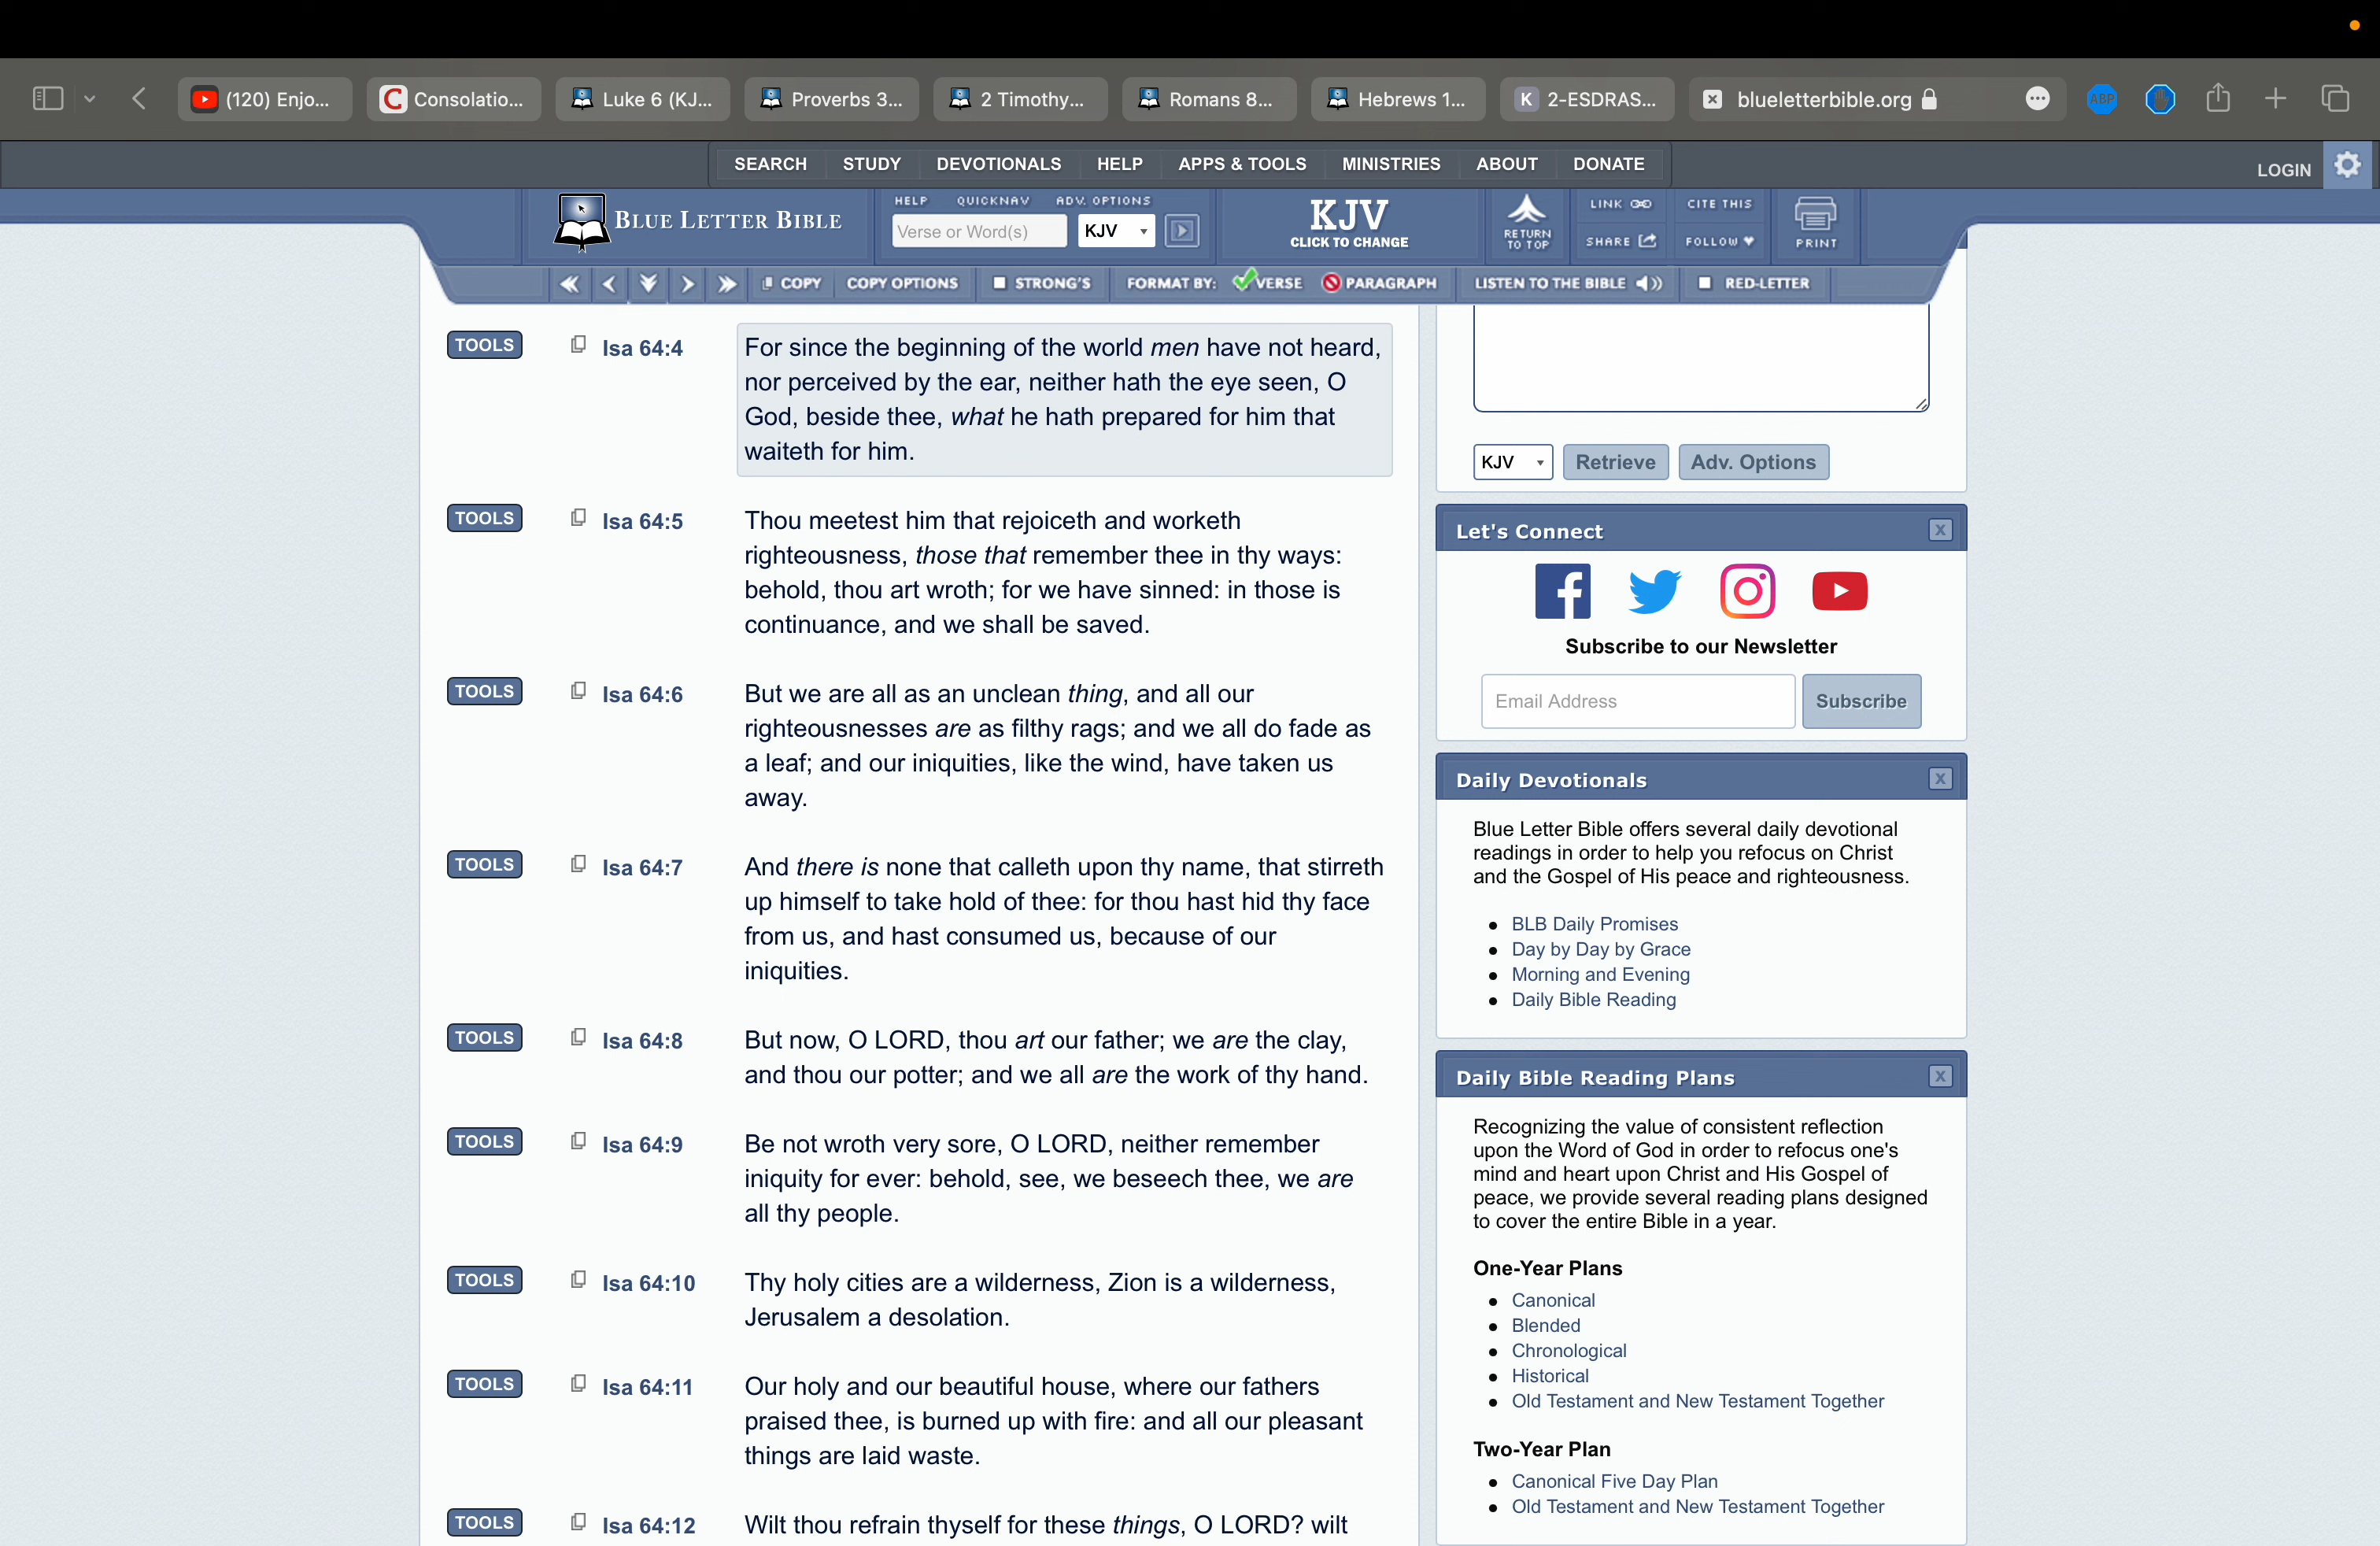 (120) Enjo...
Consolatio...
Luke 6 (KJ...
Proverbs 3...
2 Timothy...
Romans 8...
Hebrews 1...
K 2-ESDRAS...
blueletterbible.org
ABP
SEARCH STUDY DEVOTIONALS HELP APPS & TOOLS MINISTRIES ABOUT DONATE
LOGIN
BLUE LETTER BIBLE
HELP QUICKNAV ADV. OPTIONS
Verse or Word(s) KJV
KJV
CLICK TO CHANGE
RETURN
TO TOP
LINK
CITE THIS
SHARE
FOLLOW
PRINT
COPY COPY OPTIONS STRONG'S FORMAT BY: VERSE PARAGRAPH LISTEN TO THE BIBLE RED-LETTER
TOOLS Isa 64:4 For since the beginning of the world men have not heard,
nor perceived by the ear, neither hath the eye seen, O
God, beside thee, what he hath prepared for him that
waiteth for him.
TOOLS Isa 64:5 Thou meetest him that rejoiceth and worketh
righteousness, those that remember thee in thy ways:
behold, thou art wroth; for we have sinned: in those is
continuance, and we shall be saved.
TOOLS Isa 64:6 But we are all as an unclean thing, and all our
righteousnesses are as filthy rags; and we all do fade as
a leaf; and our iniquities, like the wind, have taken us
away.
TOOLS Isa 64:7 And there is none that calleth upon thy name, that stirreth
up himself to take hold of thee: for thou hast hid thy face
from us, and hast consumed us, because of our
iniquities.
TOOLS Isa 64:8 But now, O LORD, thou art our father; we are the clay,
and thou our potter; and we all are the work of thy hand.
TOOLS Isa 64:9 Be not wroth very sore, O LORD, neither remember
iniquity for ever: behold, see, we beseech thee, we are
all thy people.
TOOLS Isa 64:10 Thy holy cities are a wilderness, Zion is a wilderness,
Jerusalem a desolation.
TOOLS Isa 64:11 Our holy and our beautiful house, where our fathers
praised thee, is burned up with fire: and all our pleasant
things are laid waste.
TOOLS Isa 64:12 Wilt thou refrain thyself for these things, O LORD? wilt
KJV Retrieve Adv. Options
Let's Connect X
Subscribe to our Newsletter
Email Address Subscribe
Daily Devotionals X
Blue Letter Bible offers several daily devotional
readings in order to help you refocus on Christ
and the Gospel of His peace and righteousness.
BLB Daily Promises
Day by Day by Grace
Morning and Evening
Daily Bible Reading
Daily Bible Reading Plans X
Recognizing the value of consistent reflection
upon the Word of God in order to refocus one's
mind and heart upon Christ and His Gospel of
peace, we provide several reading plans designed
to cover the entire Bible in a year.
One-Year Plans
Canonical
Blended
Chronological
Historical
Old Testament and New Testament Together
Two-Year Plan
Canonical Five Day Plan
Old Testament and New Testament Together